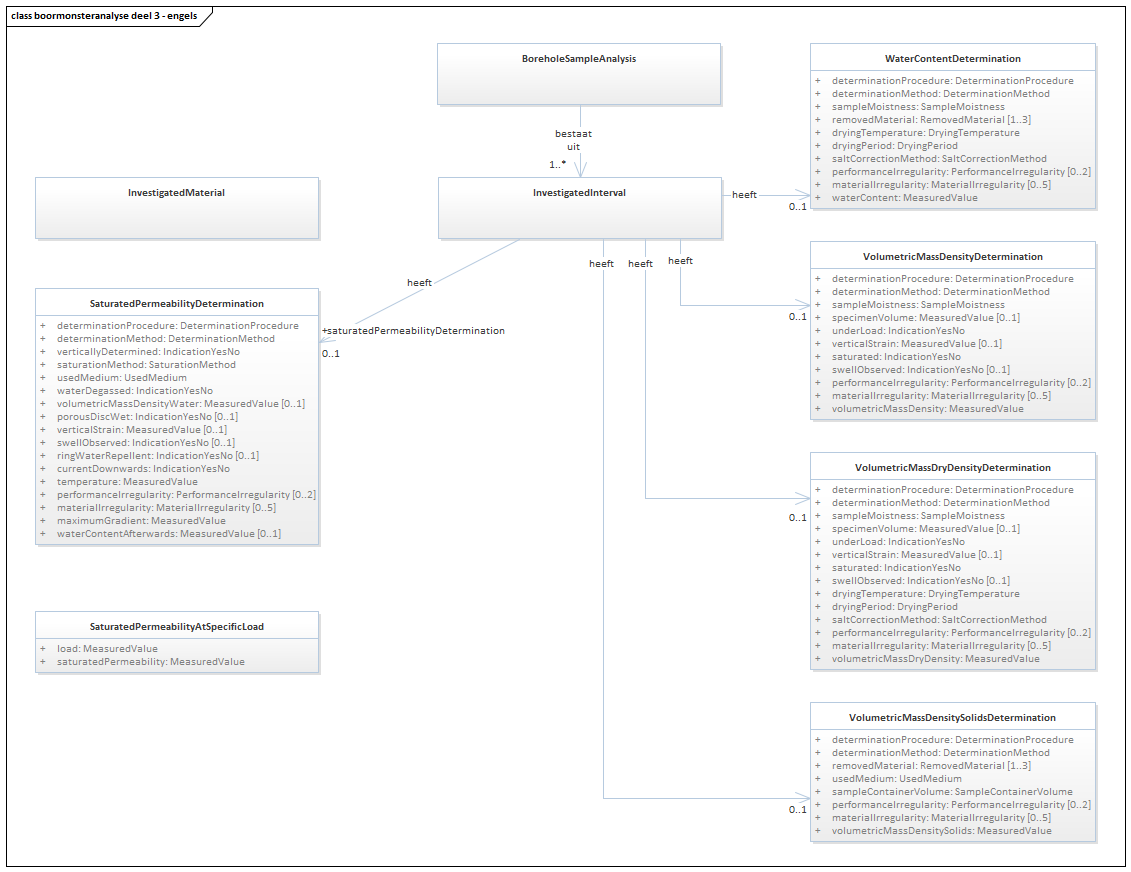 class boormonsteranalyse deel 3 - engels
BoreholeSampleAnalysis
bestaat
uit
1..*
InvestigatedInterval
InvestigatedMaterial
heeft
0..1
WaterContentDetermination
+ determinationProcedure: DeterminationProcedure
+ determinationMethod: DeterminationMethod
+ sampleMoistness: SampleMoistness
+ removedMaterial: RemovedMaterial [1..3]
+ dryingTemperature: DryingTemperature
+ dryingPeriod: DryingPeriod
+ saltCorrectionMethod: SaltCorrectionMethod
+ performanceIrregularity: PerformanceIrregularity [0..2]
+ materialIrregularity: MaterialIrregularity [0..5]
+ waterContent: MeasuredValue
heeft
heeft
heeft
heeft
0..1
VolumetricMassDensityDetermination
+ determinationProcedure: DeterminationProcedure
+ determinationMethod: DeterminationMethod
+ sampleMoistness: SampleMoistness
+ specimenVolume: MeasuredValue [0..1]
+ underLoad: IndicationYesNo
+ verticalStrain: MeasuredValue [0..1]
+ saturated: IndicationYesNo
+ swellObserved: IndicationYesNo [0..1]
+ performanceIrregularity: PerformanceIrregularity [0..2]
+ materialIrregularity: MaterialIrregularity [0..5]
+ volumetricMassDensity: MeasuredValue
+saturatedPermeabilityDetermination
0..1
SaturatedPermeabilityDetermination
+ determinationProcedure: DeterminationProcedure
+ determinationMethod: DeterminationMethod
+ verticallyDetermined: IndicationYesNo
+ saturationMethod: SaturationMethod
+ usedMedium: UsedMedium
+ waterDegassed: IndicationYesNo
+ volumetricMassDensityWater: MeasuredValue [0..1]
+ porousDiscWet: IndicationYesNo [0..1]
+ verticalStrain: MeasuredValue [0..1]
+ swellObserved: IndicationYesNo [0..1]
+ ringWaterRepellent: IndicationYesNo [0..1]
+ currentDownwards: IndicationYesNo
+ temperature: MeasuredValue
+ performanceIrregularity: PerformanceIrregularity [0..2]
+ materialIrregularity: MaterialIrregularity [0..5]
+ maximumGradient: MeasuredValue
+ waterContentAfterwards: MeasuredValue [0..1]
0..1
VolumetricMassDryDensityDetermination
+ determinationProcedure: DeterminationProcedure
+ determinationMethod: DeterminationMethod
+ sampleMoistness: SampleMoistness
+ specimenVolume: MeasuredValue [0..1]
+ underLoad: IndicationYesNo
+ verticalStrain: MeasuredValue [0..1]
+ saturated: IndicationYesNo
+ swellObserved: IndicationYesNo [0..1]
+ dryingTemperature: DryingTemperature
+ dryingPeriod: DryingPeriod
+ saltCorrectionMethod: SaltCorrectionMethod
+ performanceIrregularity: PerformanceIrregularity [0..2]
+ materialIrregularity: MaterialIrregularity [0..5]
+ volumetricMassDryDensity: MeasuredValue
SaturatedPermeabilityAtSpecificLoad
+ load: MeasuredValue
+ saturatedPermeability: MeasuredValue
0..1
VolumetricMassDensitySolidsDetermination
+ determinationProcedure: DeterminationProcedure
+ determinationMethod: DeterminationMethod
+ removedMaterial: RemovedMaterial [1..3]
+ usedMedium: UsedMedium
+ sampleContainerVolume: SampleContainerVolume
+ performanceIrregularity: PerformanceIrregularity [0..2]
+ materialIrregularity: MaterialIrregularity [0..5]
+ volumetricMassDensitySolids: MeasuredValue